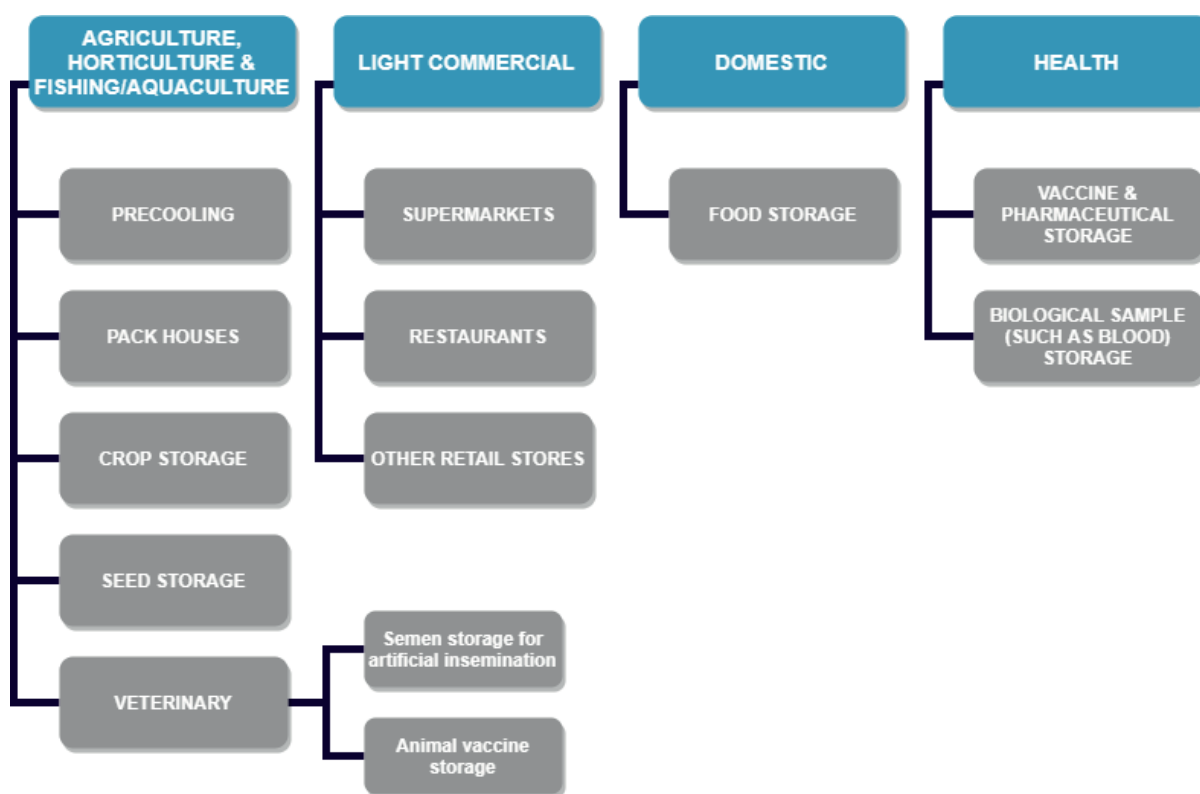 AGRICULTURE,
HORTICULTURE &
FISHING/AQUACULTURE
PRECOOLING
PACK HOUSES
CROP STORAGE
SEED STORAGE
VETERINARY
Semen storage for
artificial insemination
Animal vaccine
storage
LIGHT COMMERCIAL
SUPERMARKETS
RESTAURANTS
OTHER RETAIL STORES
DOMESTIC
FOOD STORAGE
HEALTH
VACCINE &
PHARMACEUTICAL
STORAGE
BIOLOGICAL SAMPLE
(SUCH AS BLOOD)
STORAGE